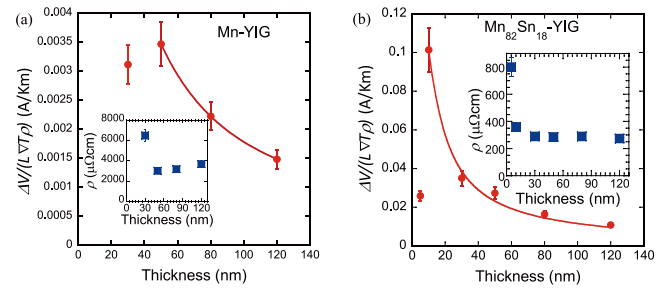 (a)
Mn-YIG
ΔV/(L ∇T ρ) (A/Km)
0.004
0.0035
0.003
0.0025
0.002
0.0015
0.001
0.0005
0
0 20 40 60 80 100 120 140
Thickness (nm)
ρ (μΩcm)
8000
6000
4000
2000
0
0 30 60 90 120
Thickness (nm)
(b)
Mn₈₂Sn₁₈-YIG
ΔV/(L ∇T ρ) (A/Km)
0.12
0.1
0.08
0.06
0.04
0.02
0
0 20 40 60 80 100 120 140
Thickness (nm)
ρ (μΩcm)
800
600
400
200
0
0 30 60 90 120
Thickness (nm)